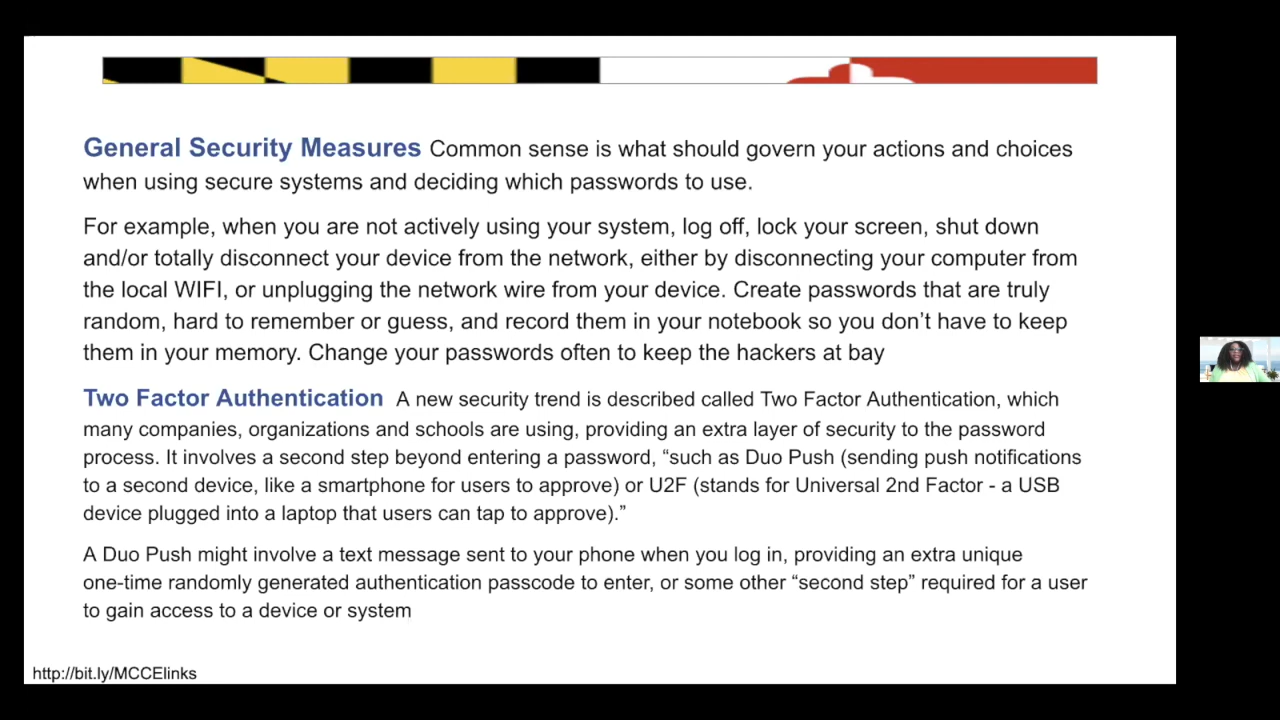 General Security Measures Common sense is what should govern your actions and choices
when using secure systems and deciding which passwords to use.
For example, when you are not actively using your system, log off, lock your screen, shut down
and/or totally disconnect your device from the network, either by disconnecting your computer from
the local WIFI, or unplugging the network wire from your device. Create passwords that are truly
random, hard to remember or guess, and record them in your notebook so you don’t have to keep
them in your memory. Change your passwords often to keep the hackers at bay
Two Factor Authentication A new security trend is described called Two Factor Authentication, which
many companies, organizations and schools are using, providing an extra layer of security to the password
process. It involves a second step beyond entering a password, “such as Duo Push (sending push notifications
to a second device, like a smartphone for users to approve) or U2F (stands for Universal 2nd Factor - a USB
device plugged into a laptop that users can tap to approve).”
A Duo Push might involve a text message sent to your phone when you log in, providing an extra unique
one-time randomly generated authentication passcode to enter, or some other “second step” required for a user
to gain access to a device or system
http://bit.ly/MCCElinks